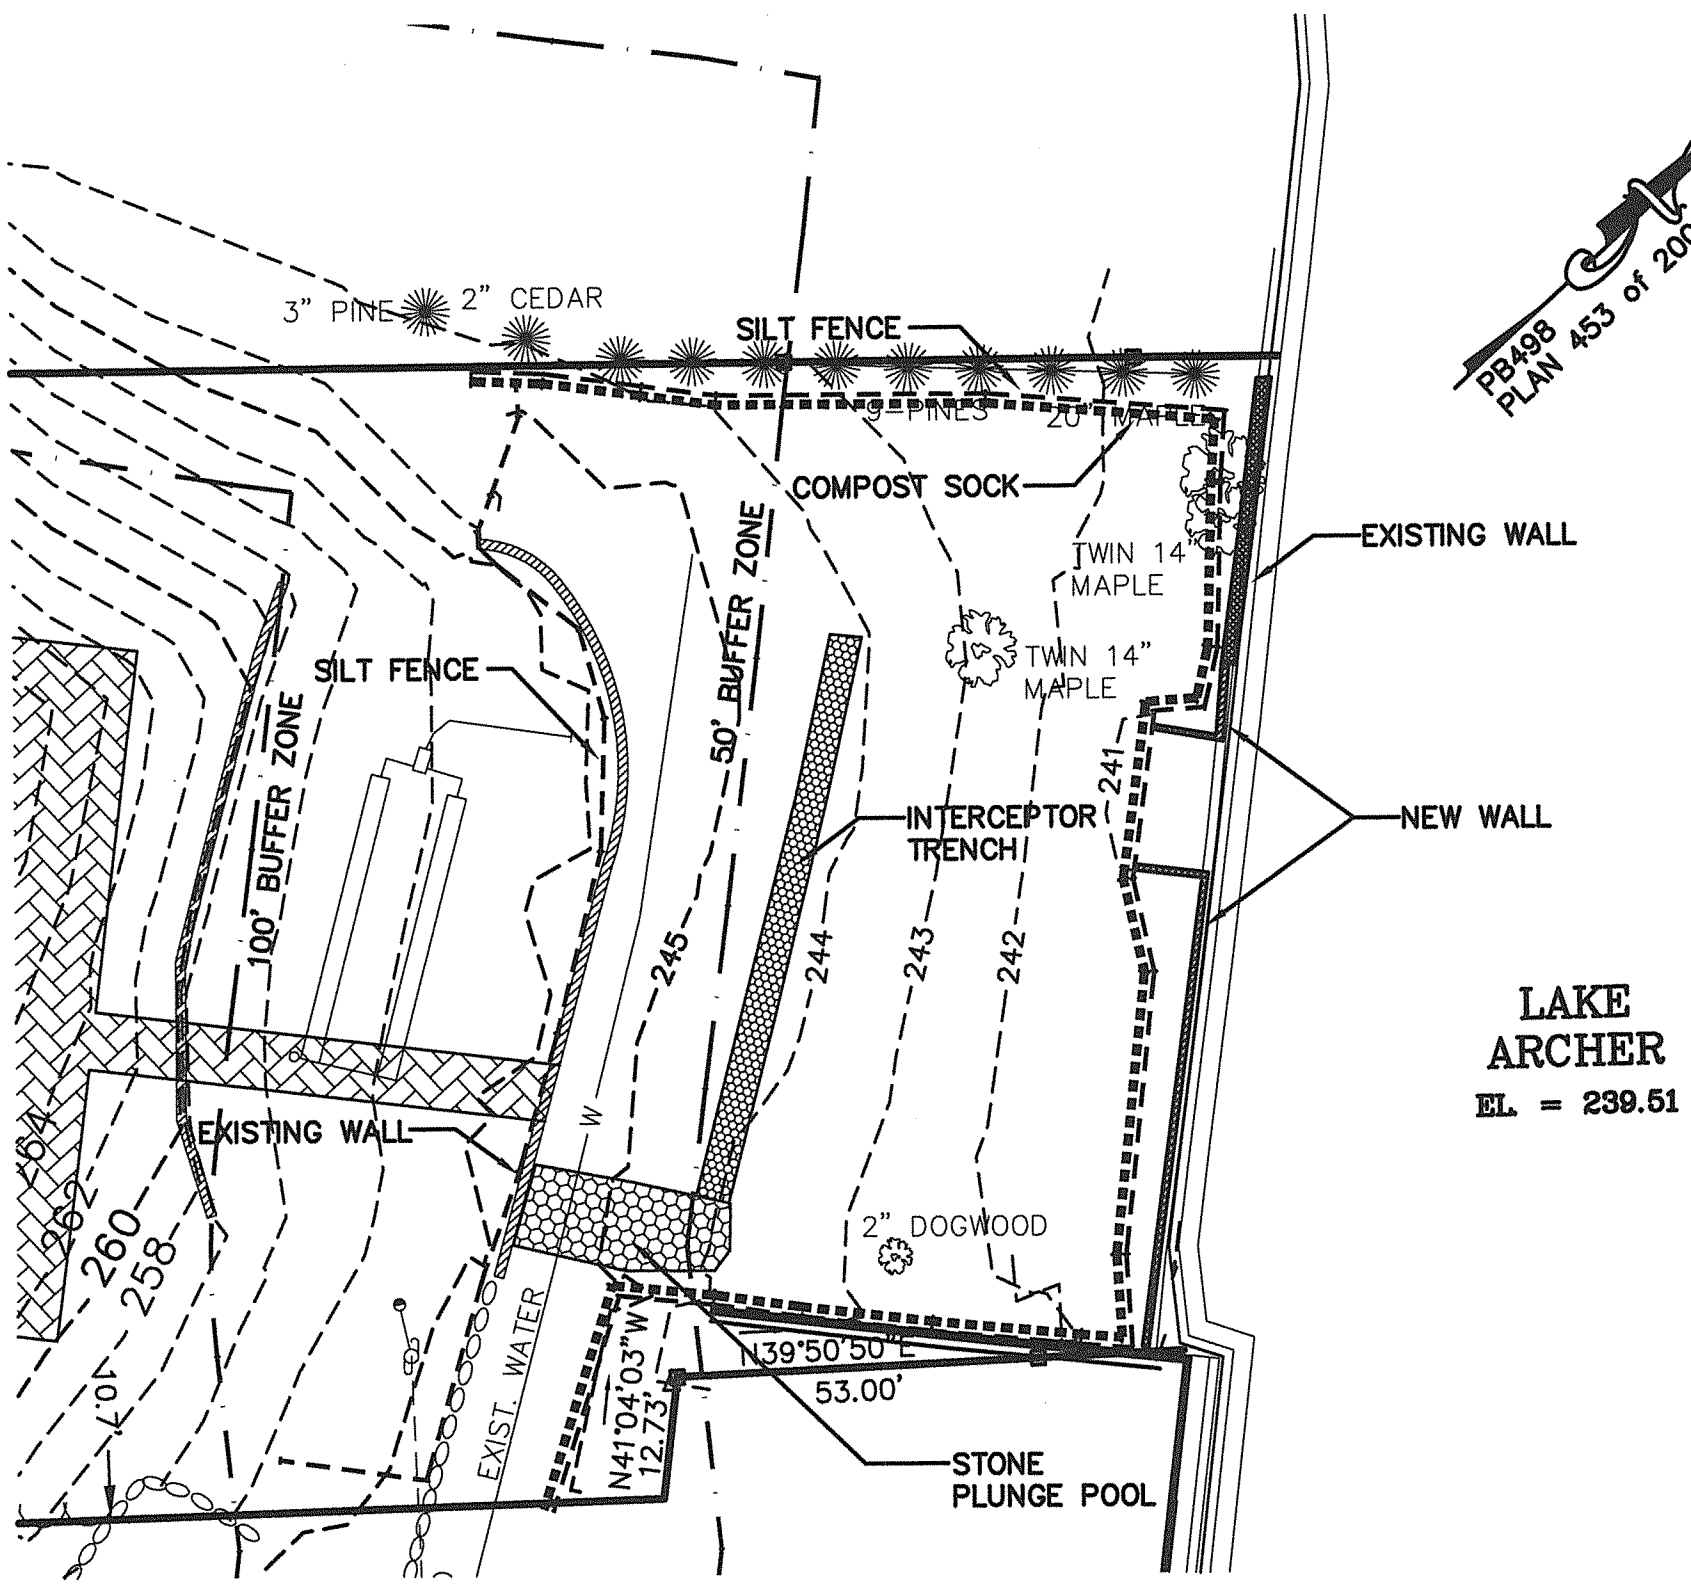 3" PINE
2" CEDAR
SILT FENCE
PB498
PLAN 453 of 200
9-PINES
20" MAPLE
COMPOST SOCK
EXISTING WALL
TWIN 14"
MAPLE
50' BUFFER ZONE
TWIN 14"
MAPLE
SILT FENCE
100' BUFFER ZONE
241
INTERCEPTOR
TRENCH
NEW WALL
245
244
243
242
LAKE
ARCHER
EL. = 239.51
W
EXISTING WALL
264
262
260
258
2" DOGWOOD
EXIST. WATER
N41°04'03"W
12.73'
N39°50'50"E
53.00'
10.7'
STONE
PLUNGE POOL